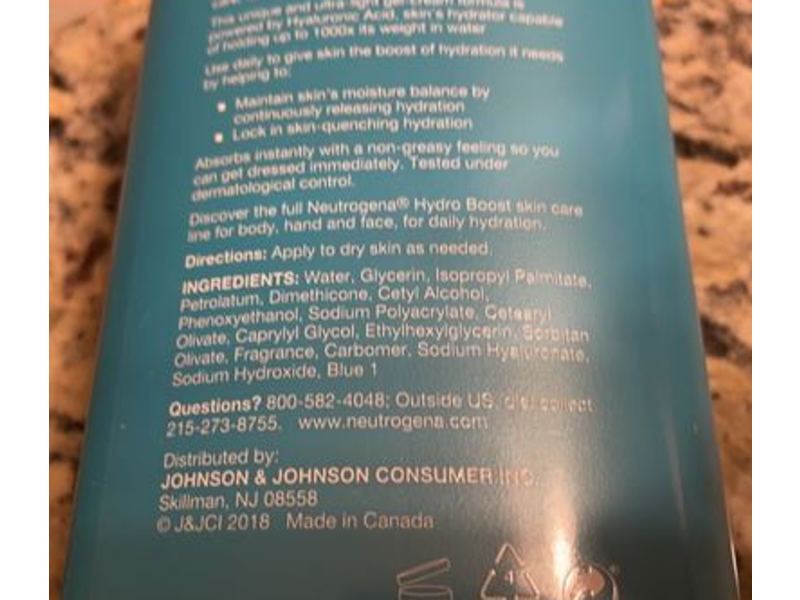 This unique and ultra-light gel-cream formula is
powered by Hyaluronic Acid, skin's hydrator capable
of holding up to 1000x its weight in water
Use daily to give skin the boost of hydration it needs
by helping to:
▪ Maintain skin's moisture balance by
continuously releasing hydration
▪ Lock in skin-quenching hydration
Absorbs instantly with a non-greasy feeling so you
can get dressed immediately. Tested under
dermatological control.
Discover the full Neutrogena® Hydro Boost skin care
line for body, hand and face, for daily hydration.
Directions: Apply to dry skin as needed.
INGREDIENTS: Water, Glycerin, Isopropyl Palmitate,
Petrolatum, Dimethicone, Cetyl Alcohol,
Phenoxyethanol, Sodium Polyacrylate, Cetearyl
Olivate, Caprylyl Glycol, Ethylhexylglycerin, Sorbitan
Olivate, Fragrance, Carbomer, Sodium Hyaluronate,
Sodium Hydroxide, Blue 1
Questions? 800-582-4048; Outside US, dial collect
215-273-8755. www.neutrogena.com
Distributed by:
JOHNSON & JOHNSON CONSUMER INC.
Skillman, NJ 08558
© J&JCI 2018 Made in Canada